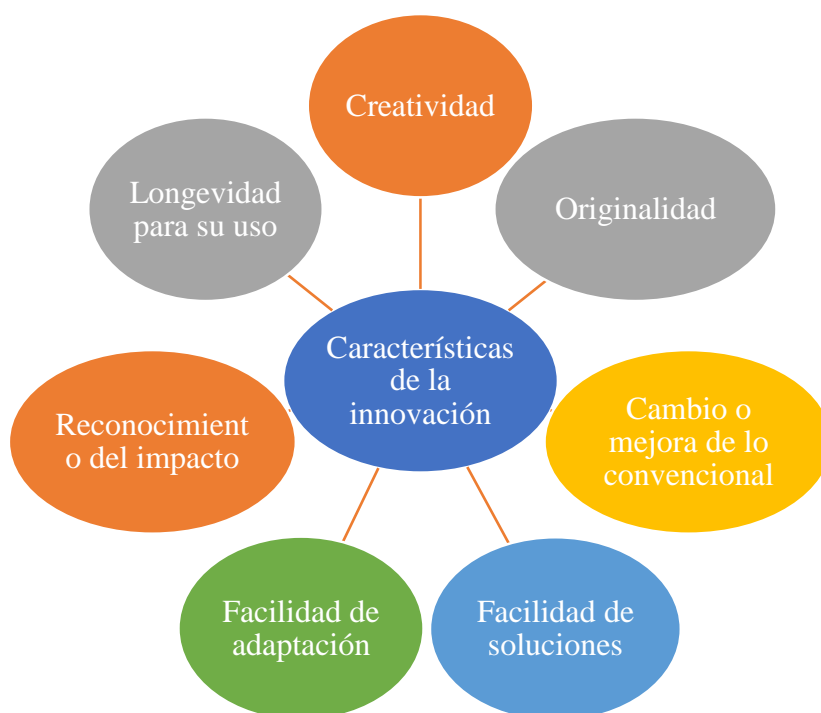 Creatividad
Originalidad
Cambio o
mejora de lo
convencional
Facilidad de
soluciones
Facilidad de
adaptación
Reconocimient
o del impacto
Longevidad
para su uso
Características
de la
innovación